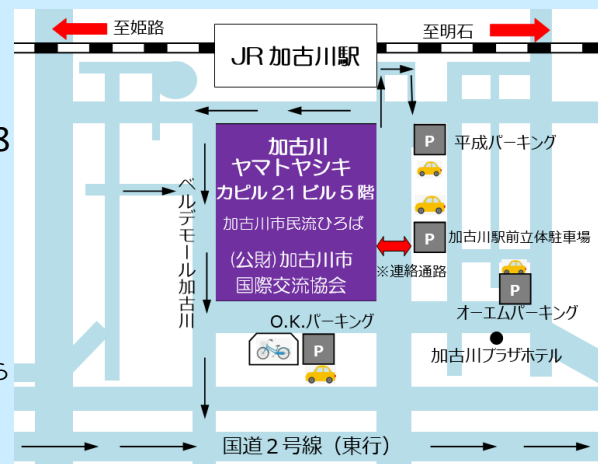 至姫路
至明石
JR 加古川駅
8
加古川
ヤマトヤシキ
カピル 21 ビル 5 階
加古川市民流ひろば
(公財)加古川市
国際交流協会
ベルデモール加古川
P
平成パーキング
P
加古川駅前立体駐車場
※連絡通路
P
オーエムパーキング
加古川プラザホテル
O.K.パーキング
P
ら
国道２号線（東行）